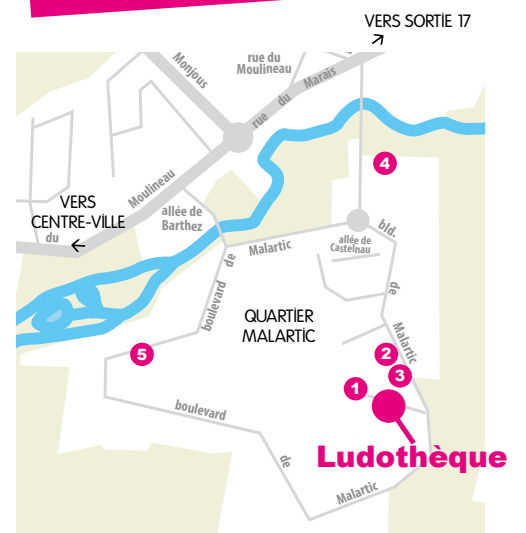 VERS SORTIE 17
rue du
Moulineau
Monjous
rue du Marais
4
VERS
CENTRE-VILLE
du Moulineau
allée de
Barthez
bld. de Malartic
allée de
Castelnau
boulevard de Malartic
QUARTIER
MALARTIC
5
2
3
1
boulevard de Malartic
Ludothèque